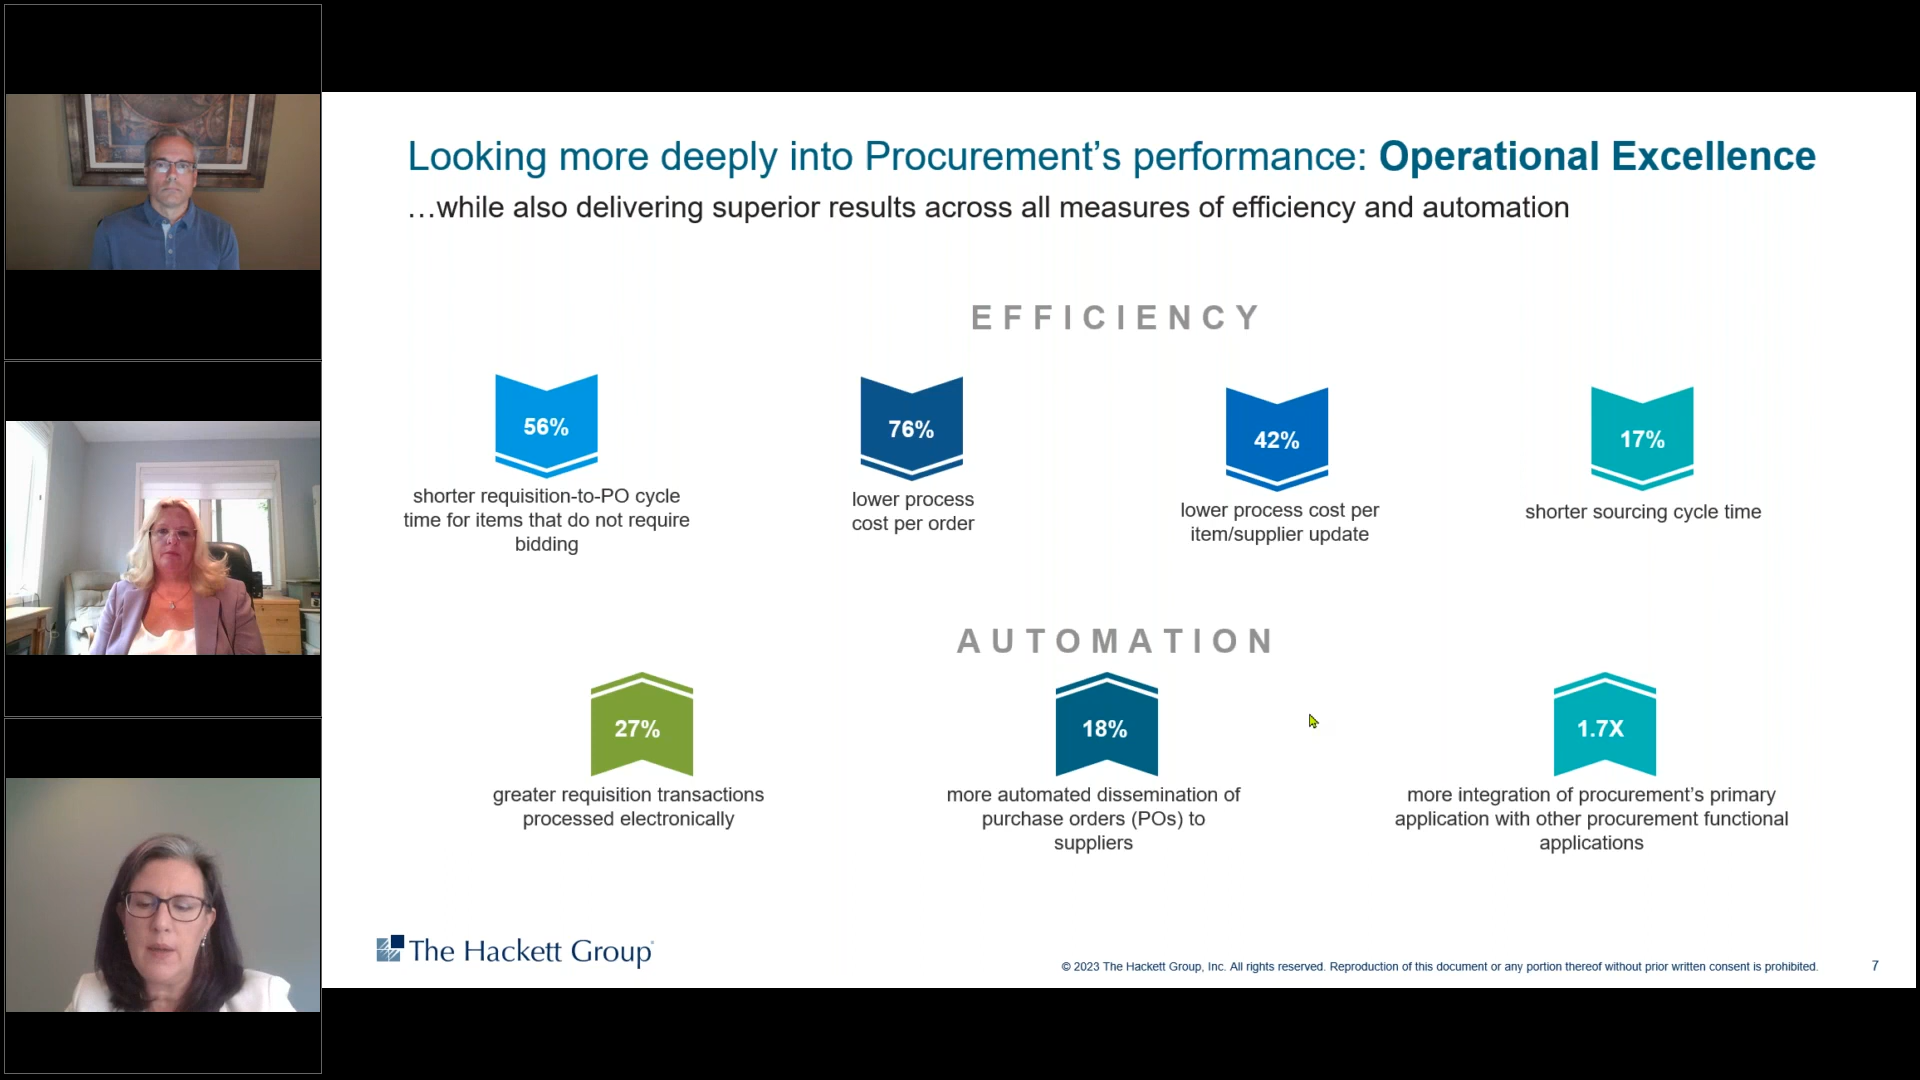 Looking more deeply into Procurement’s performance: Operational Excellence
…while also delivering superior results across all measures of efficiency and automation
EFFICIENCY
56%
shorter requisition-to-PO cycle
time for items that do not require
bidding
76%
lower process
cost per order
42%
lower process cost per
item/supplier update
17%
shorter sourcing cycle time
AUTOMATION
27%
greater requisition transactions
processed electronically
18%
more automated dissemination of
purchase orders (POs) to
suppliers
1.7X
more integration of procurement’s primary
application with other procurement functional
applications
The Hackett Group
© 2023 The Hackett Group, Inc. All rights reserved. Reproduction of this document or any portion thereof without prior written consent is prohibited.
7